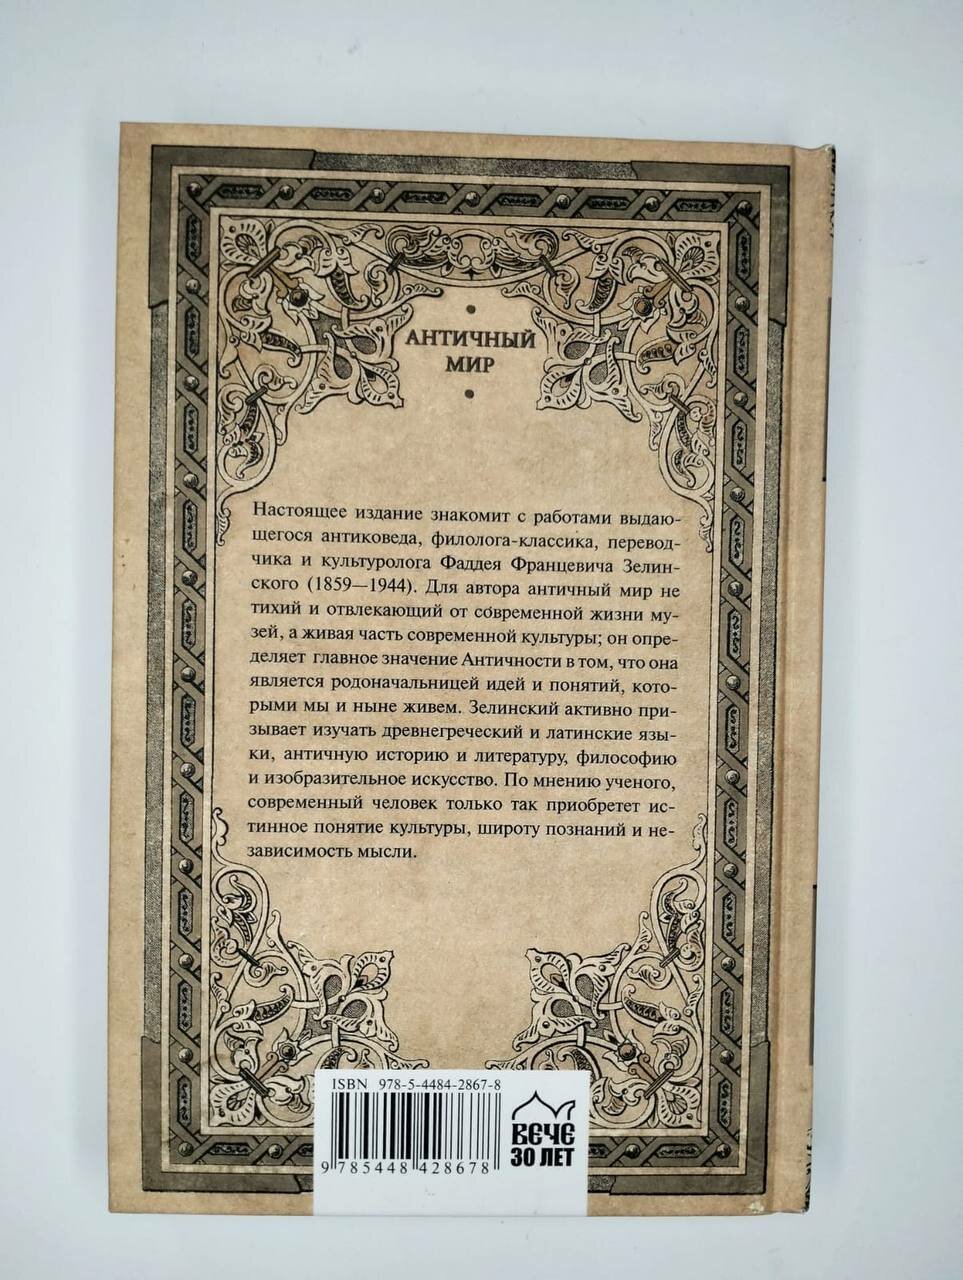 АНТИЧНЫЙ
МИР
Настоящее издание знакомит с работами выдаю-
щегося антиковеда, филолога-классика, перевод-
чика и культуролога Фаддея Францевича Зелин-
ского (1859—1944). Для автора античный мир не
тихий и отвлекающий от современной жизни му-
зей, а живая часть современной культуры; он опре-
деляет главное значение Античности в том, что она
является родоначальницей идей и понятий, кото-
рыми мы и ныне живем. Зелинский активно при-
зывает изучать древнегреческий и латинские язы-
ки, античную историю и литературу, философию
и изобразительное искусство. По мнению ученого,
современный человек только так приобретет ис-
тинное понятие культуры, широту познаний и не-
зависимость мысли.
ISBN 978-5-4484-2867-8
9 785448 428678
ВЕЧЕ
30 ЛЕТ